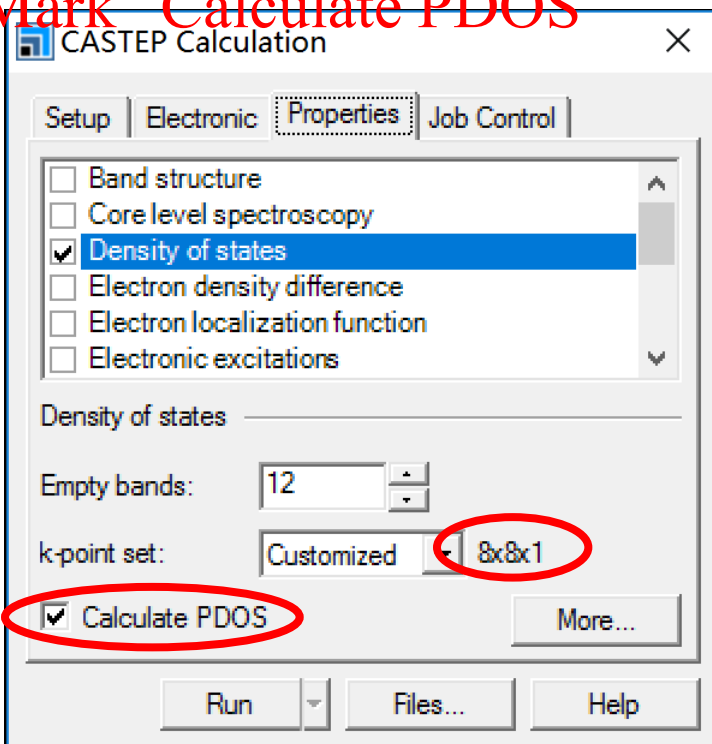 Mark "Calculate PDOS"
CASTEP Calculation
Setup Electronic Properties Job Control
Band structure
Core level spectroscopy
Density of states
Electron density difference
Electron localization function
Electronic excitations
Density of states
Empty bands: 12
k-point set: Customized 8x8x1
Calculate PDOS More...
Run Files... Help